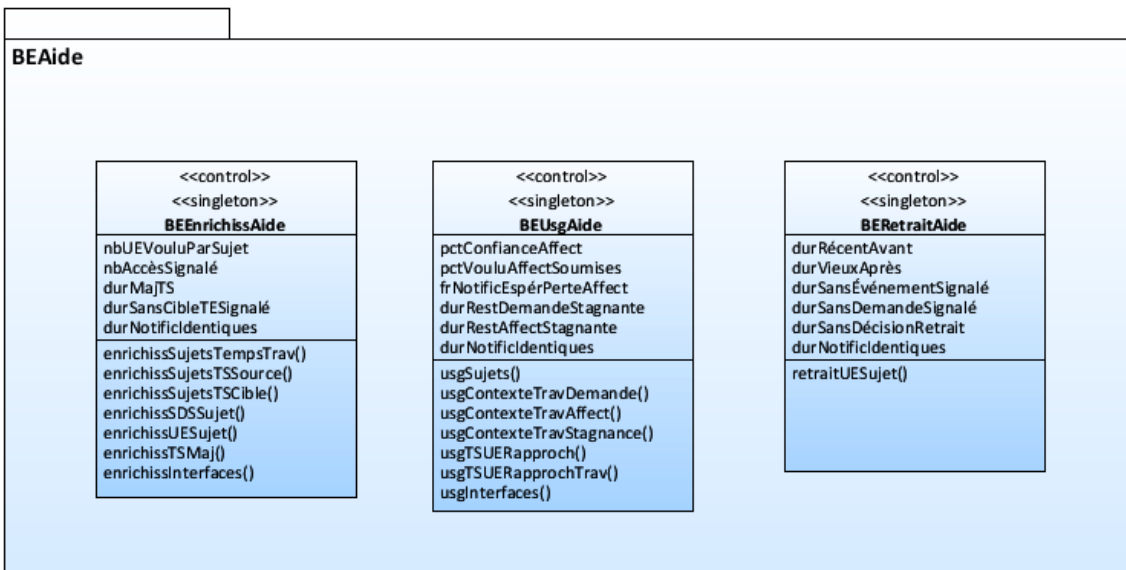 BEAide
<<control>>
<<singleton>>
BEEnrichissAide
nbUEVouluParSujet
nbAccèsSignalé
durMajTS
durSansCibleTESignalé
durNotificIdentiques
enrichissSujetsTempsTrav()
enrichissSujetsTSSource()
enrichissSujetsTSCible()
enrichissSDSSujet()
enrichissUESujet()
enrichissTSMaj()
enrichissInterfaces()
<<control>>
<<singleton>>
BEUsgAide
pctConfianceAffect
pctVouluAffectSoumises
frNotificEspérPerteAffect
durRestDemandeStagnante
durRestAffectStagnante
durNotificIdentiques
usgSujets()
usgContexteTravDemande()
usgContexteTravAffect()
usgContexteTravStagnance()
usgTSUERapproch()
usgTSUERapprochTrav()
usgInterfaces()
<<control>>
<<singleton>>
BERetraitAide
durRécentAvant
durVieuxAprès
durSansÉvénementSignalé
durSansDemandeSignalé
durSansDécisionRetrait
durNotificIdentiques
retraitUESujet()